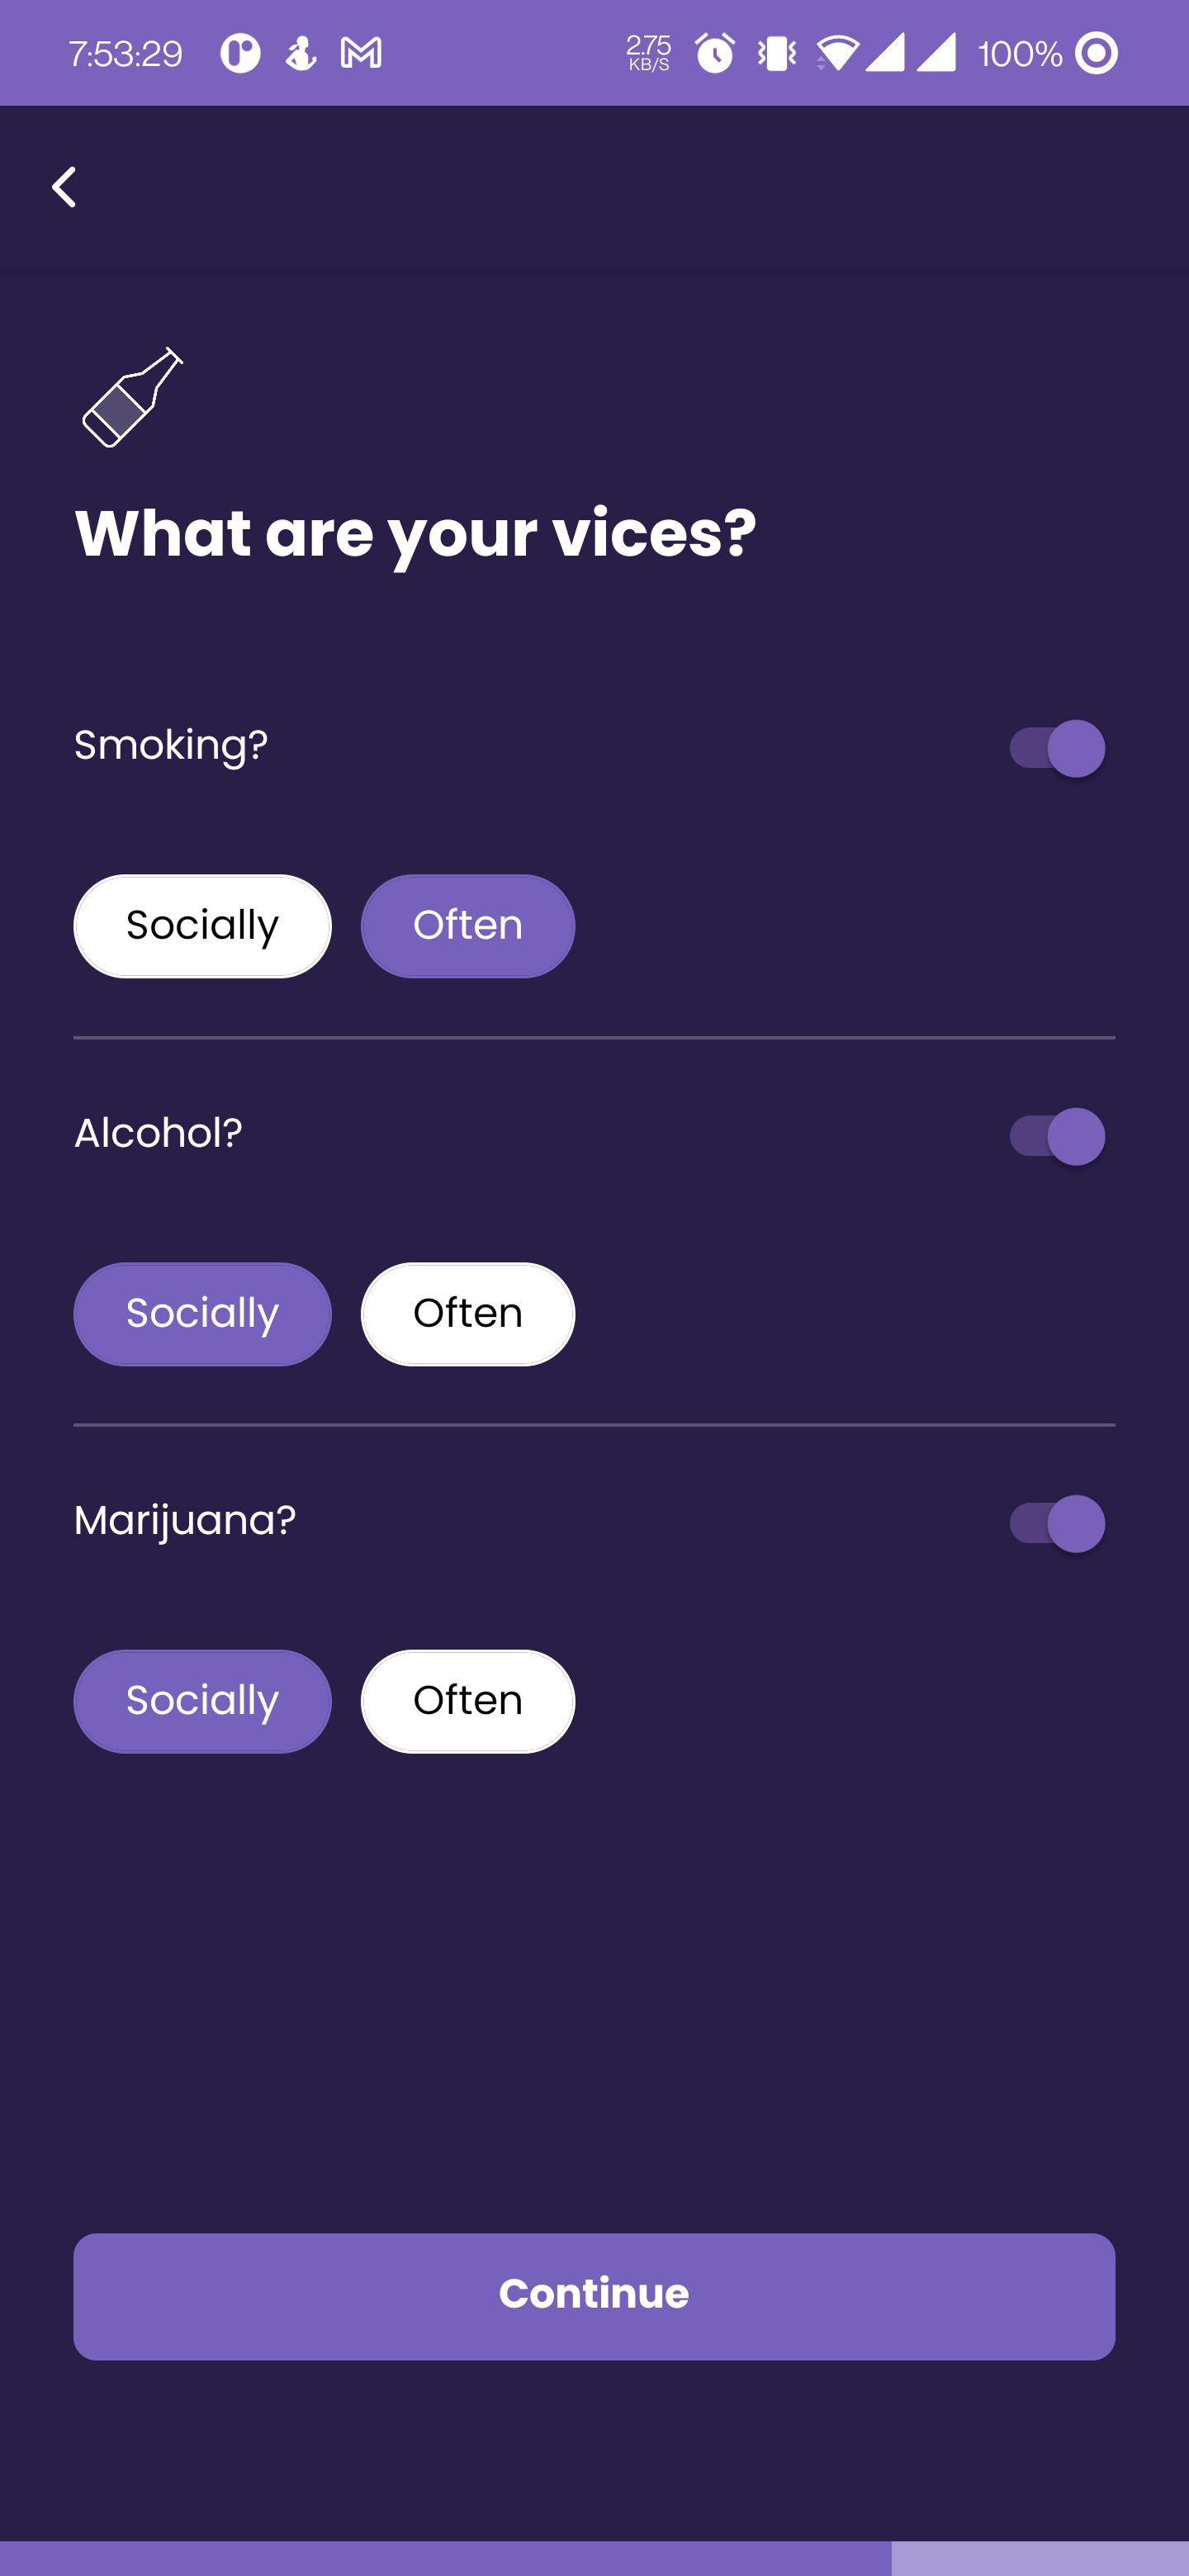 7:53:29 2.75 KB/S 100%
What are your vices?
Smoking?
Socially Often
Alcohol?
Socially Often
Marijuana?
Socially Often
Continue